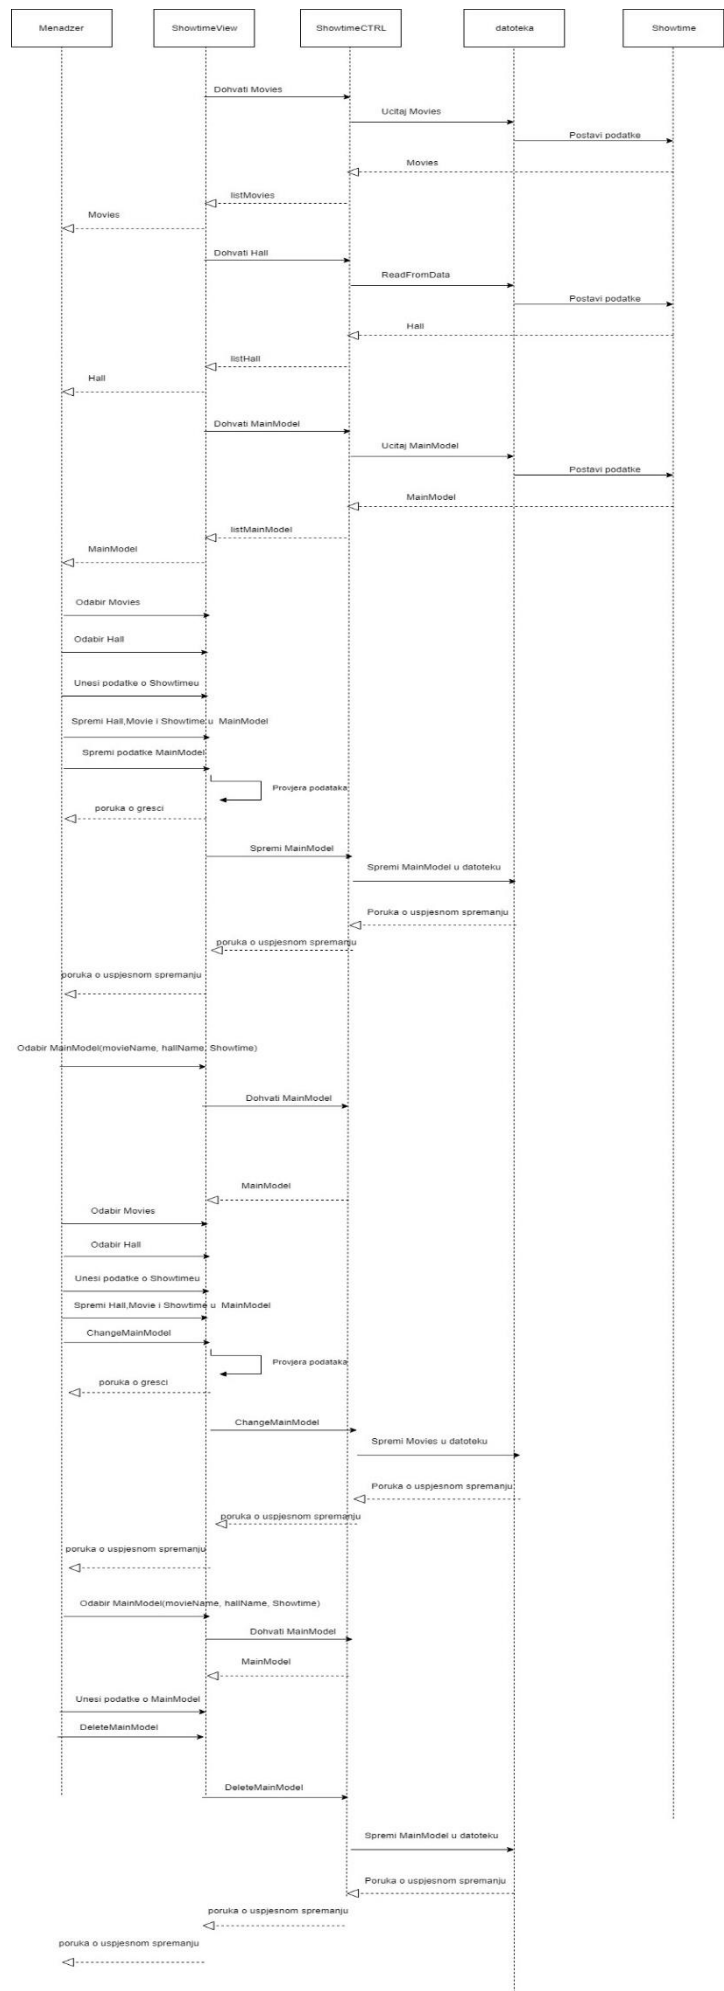 Menadzer
ShowtimeView
ShowtimeCTRL
datoteka
Showtime
Dohvati Movies
Ucitaj Movies
Postavi podatke
Movies
listMovies
Movies
Dohvati Hall
ReadFromData
Postavi podatke
Hall
listHall
Hall
Dohvati MainModel
Ucitaj MainModel
Postavi podatke
MainModel
listMainModel
MainModel
Odabir Movies
Odabir Hall
Unesi podatke o Showtimeu
Spremi Hall,Movie i Showtime u MainModel
Spremi podatke MainModel
Provjera podataka
poruka o gresci
Spremi MainModel
Spremi MainModel u datoteku
Poruka o uspjesnom spremanju
poruka o uspjesnom spremanju
poruka o uspjesnom spremanju
Odabir MainModel(movieName, hallName, Showtime)
Dohvati MainModel
MainModel
Odabir Movies
Odabir Hall
Unesi podatke o Showtimeu
Spremi Hall,Movie i Showtime u MainModel
ChangeMainModel
Provjera podataka
poruka o gresci
ChangeMainModel
Spremi Movies u datoteku
Poruka o uspjesnom spremanju
poruka o uspjesnom spremanju
poruka o uspjesnom spremanju
Odabir MainModel(movieName, hallName, Showtime)
Dohvati MainModel
MainModel
Unesi podatke o MainModel
DeleteMainModel
DeleteMainModel
Spremi MainModel u datoteku
Poruka o uspjesnom spremanju
poruka o uspjesnom spremanju
poruka o uspjesnom spremanju